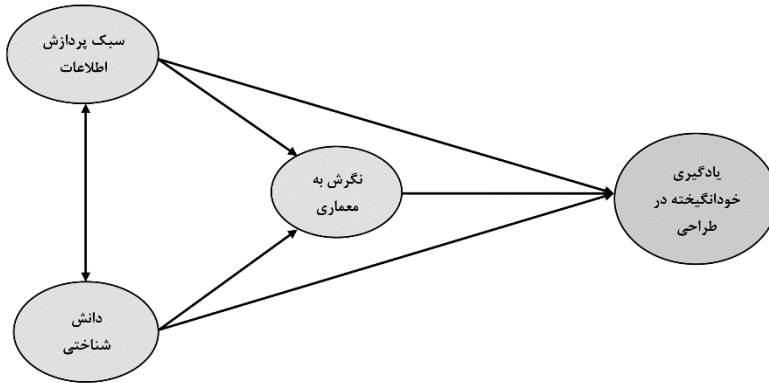 سبک پردازش
اطلاعات
نگرش به
معماری
یادگیری
خودانگیخته در
طراحی
دانش
شناختی